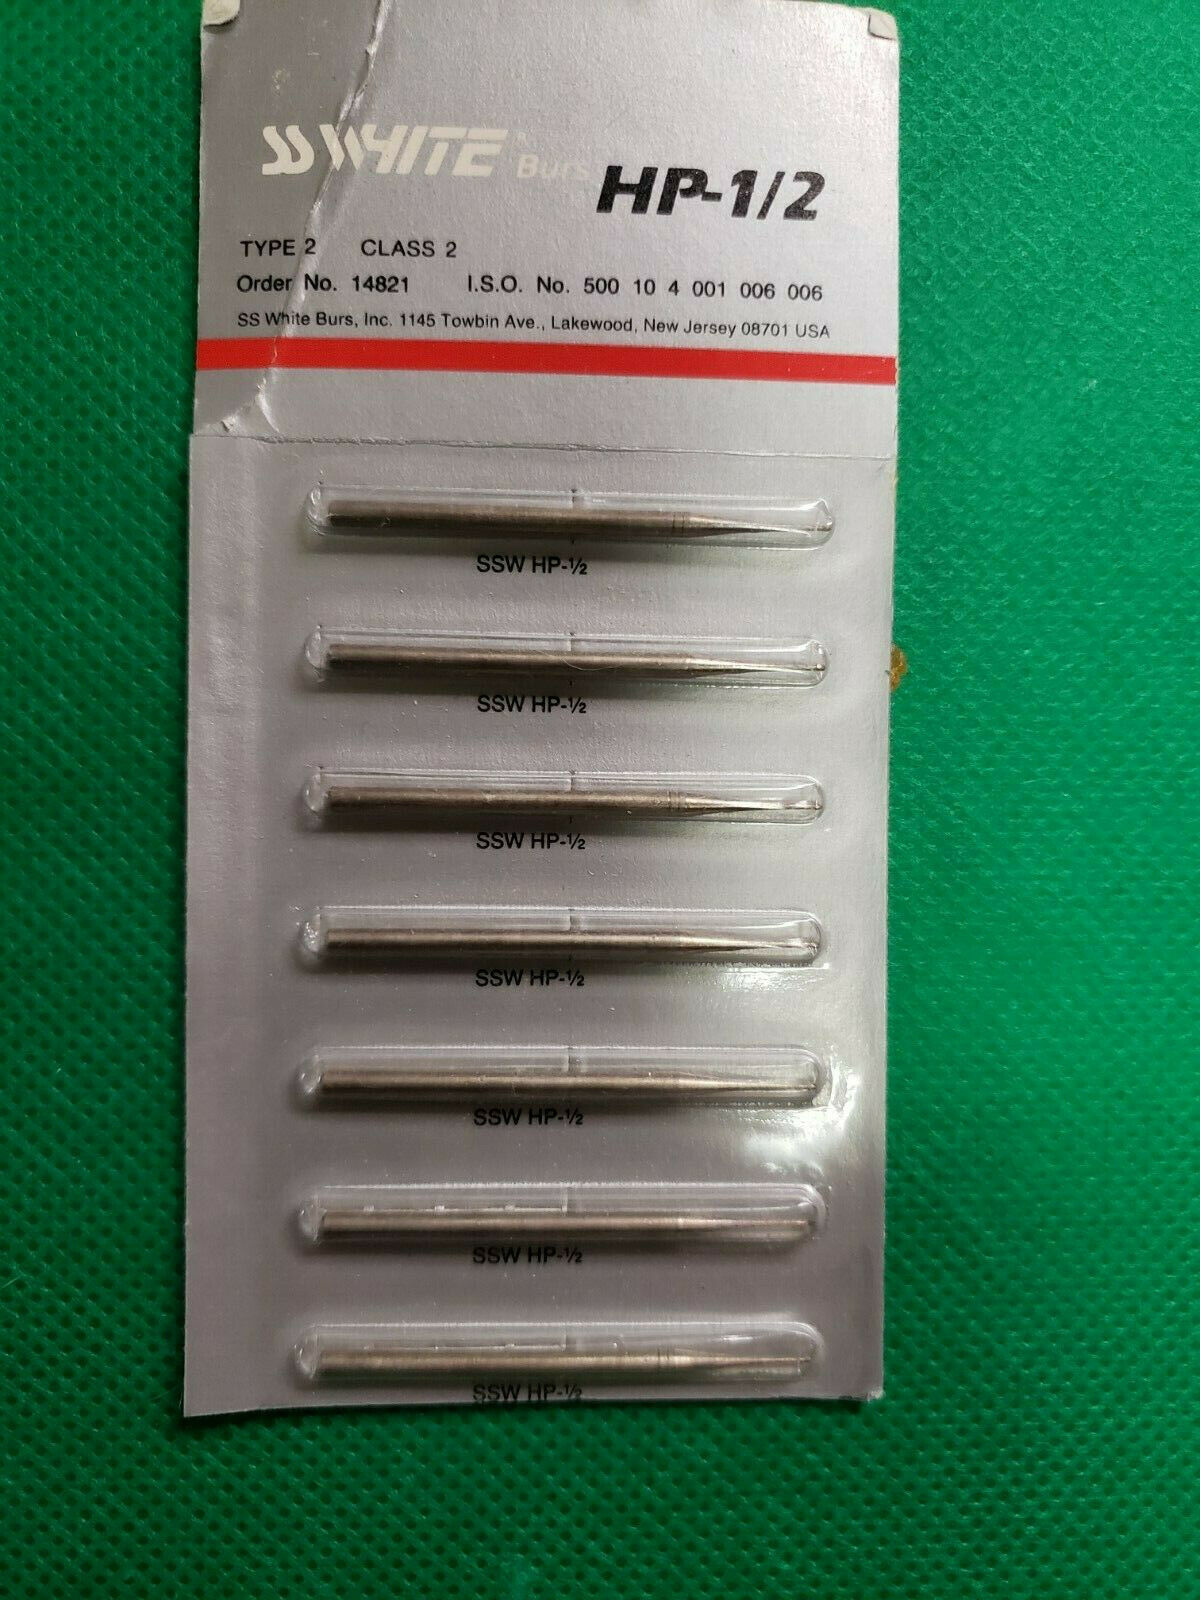 SS WHITE® Burs HP-1/2
TYPE 2 CLASS 2
Order No. 14821 I.S.O. No. 500 10 4 001 006 006
SS White Burs, Inc. 1145 Towbin Ave., Lakewood, New Jersey 08701 USA
SSW HP-½
SSW HP-½
SSW HP-½
SSW HP-½
SSW HP-½
SSW HP-½
SSW HP-½